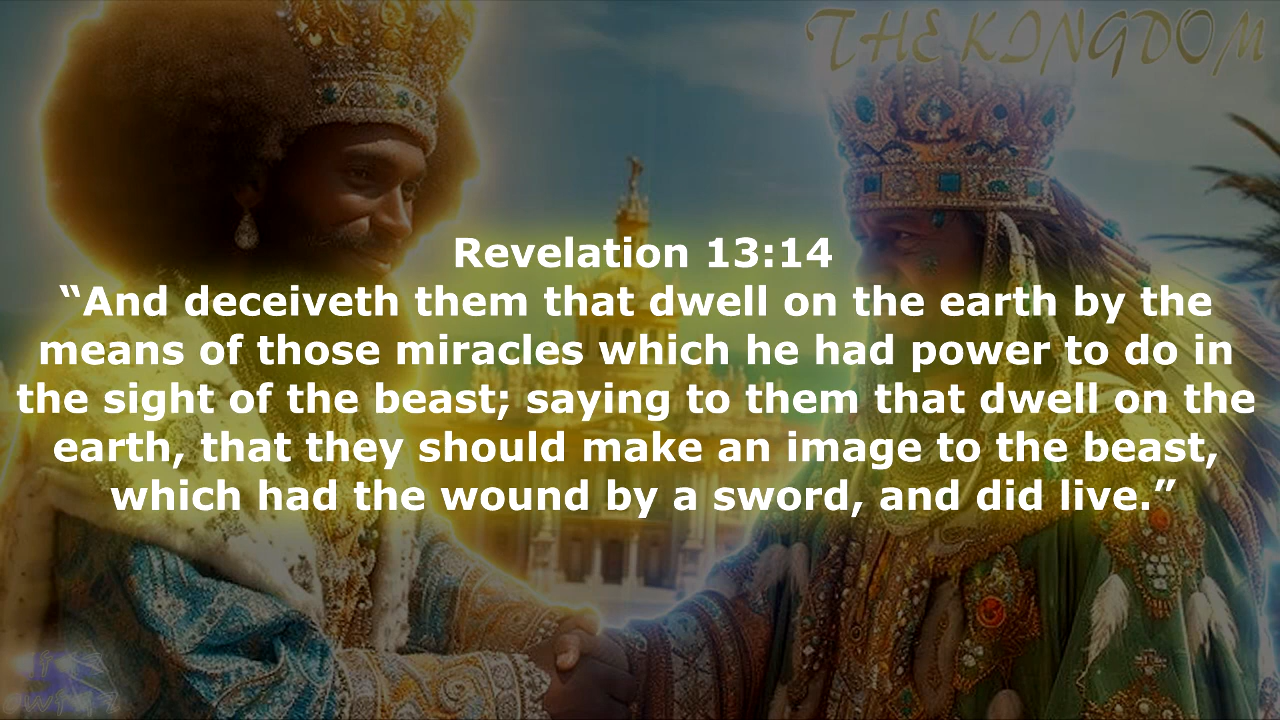 THE KINGDOM
Revelation 13:14
“And deceiveth them that dwell on the earth by the
means of those miracles which he had power to do in
the sight of the beast; saying to them that dwell on the
earth, that they should make an image to the beast,
which had the wound by a sword, and did live.”